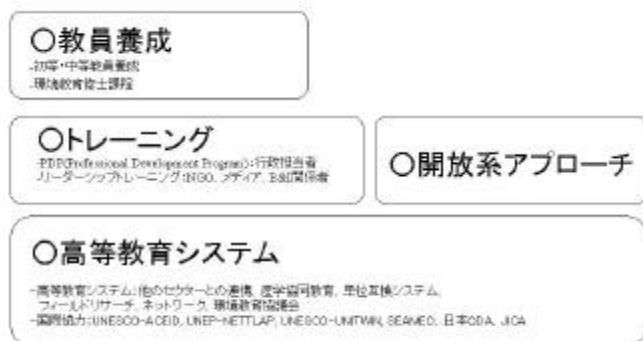 ○教員養成
-初等・中等教員養成
-環境教育修士課程
○トレーニング
-PDP(Professional Development Program):行政担当者
-リーダーシップトレーニング:NGO、メディア、関係者
○開放系アプローチ
○高等教育システム
-高等教育システム:他のセクターとの連携、産学協同教育、単位互換システム、
フィールドリサーチ、ネットワーク、環境教育協議会
-国際協力:UNESCO-ACEID, UNEP-NETTLAP, UNESCO-UNITWIN, SEAMEO, 日本ODA, JICA